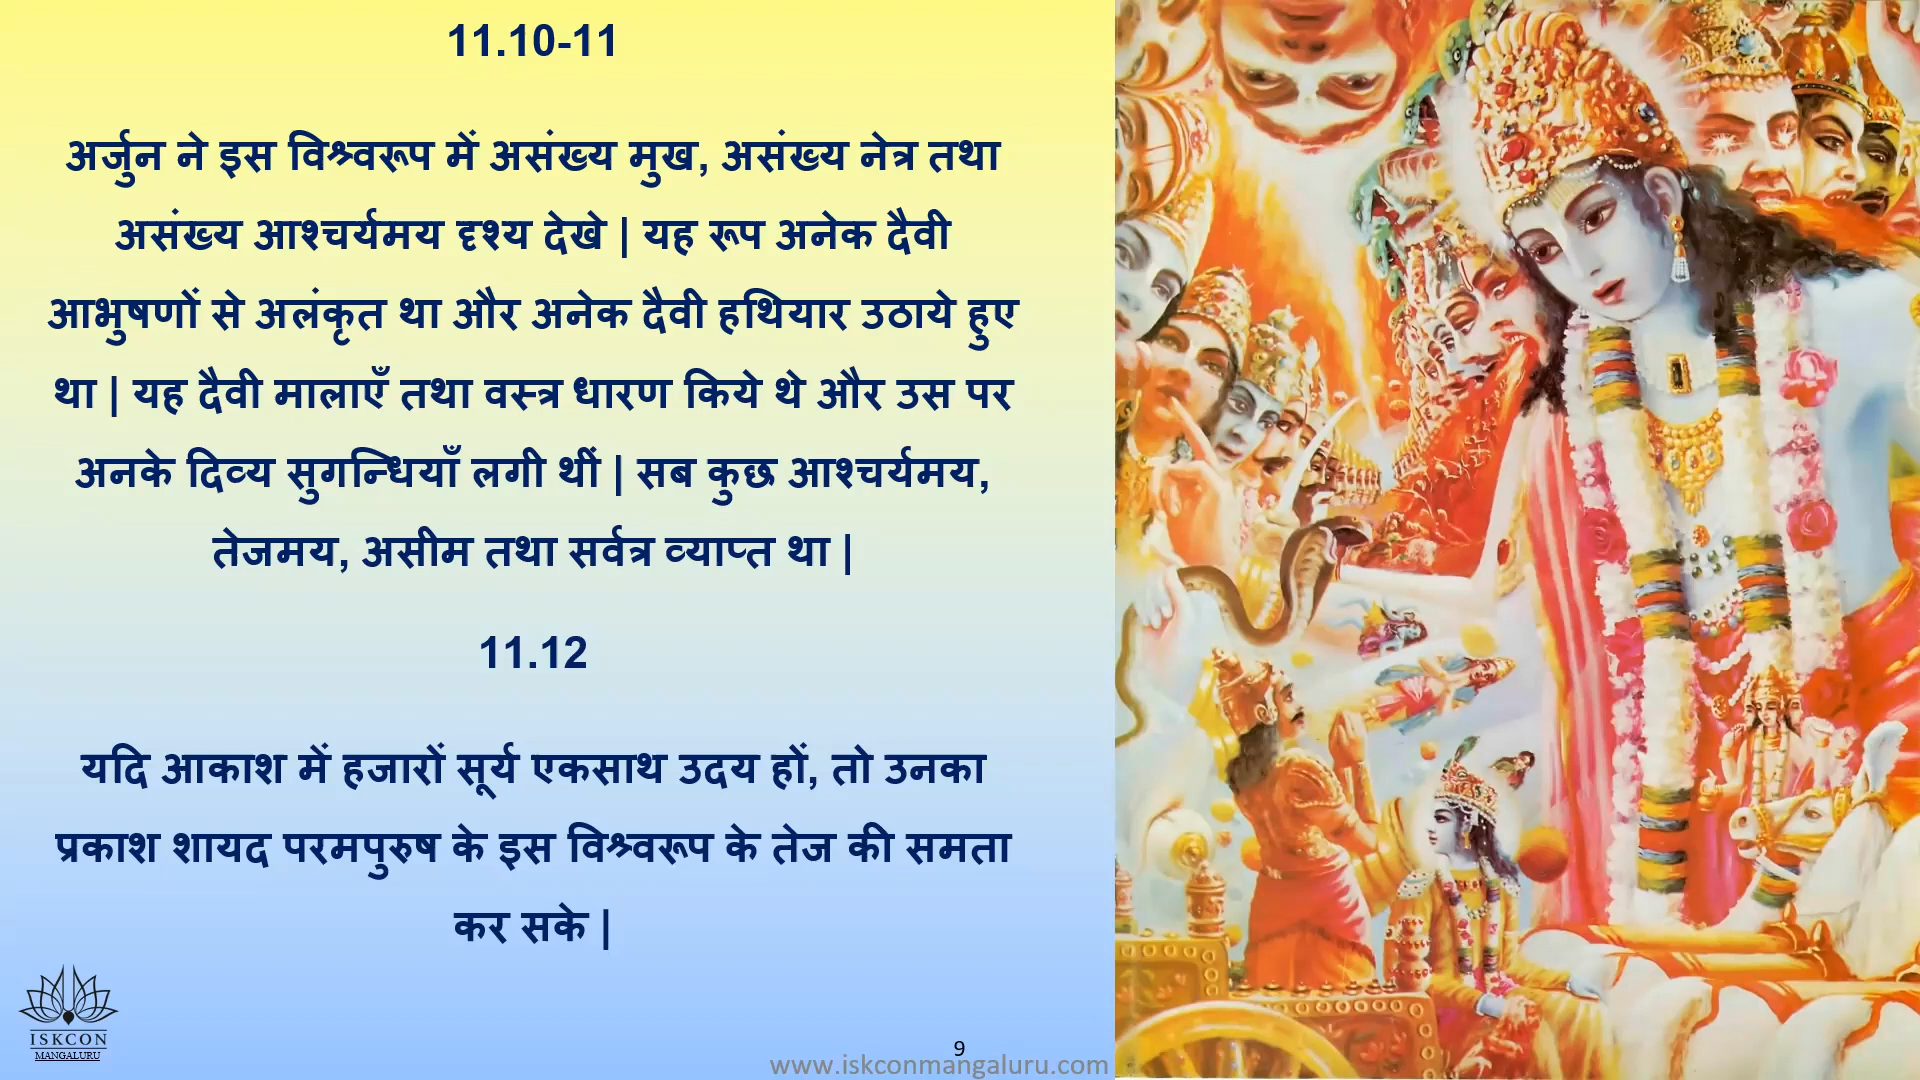 11.10-11
अर्जुन ने इस विश्र्वरूप में असंख्य मुख, असंख्य नेत्र तथा
असंख्य आश्चर्यमय दृश्य देखे | यह रूप अनेक दैवी
आभुषणों से अलंकृत था और अनेक दैवी हथियार उठाये हुए
था | यह दैवी मालाएँ तथा वस्त्र धारण किये थे और उस पर
अनके दिव्य सुगन्धियाँ लगी थीं | सब कुछ आश्चर्यमय,
तेजमय, असीम तथा सर्वत्र व्याप्त था |
11.12
यदि आकाश में हजारों सूर्य एकसाथ उदय हों, तो उनका
प्रकाश शायद परमपुरुष के इस विश्र्वरूप के तेज की समता
कर सके |
ISKCON
MANGALURU
9
www.iskconmangaluru.com